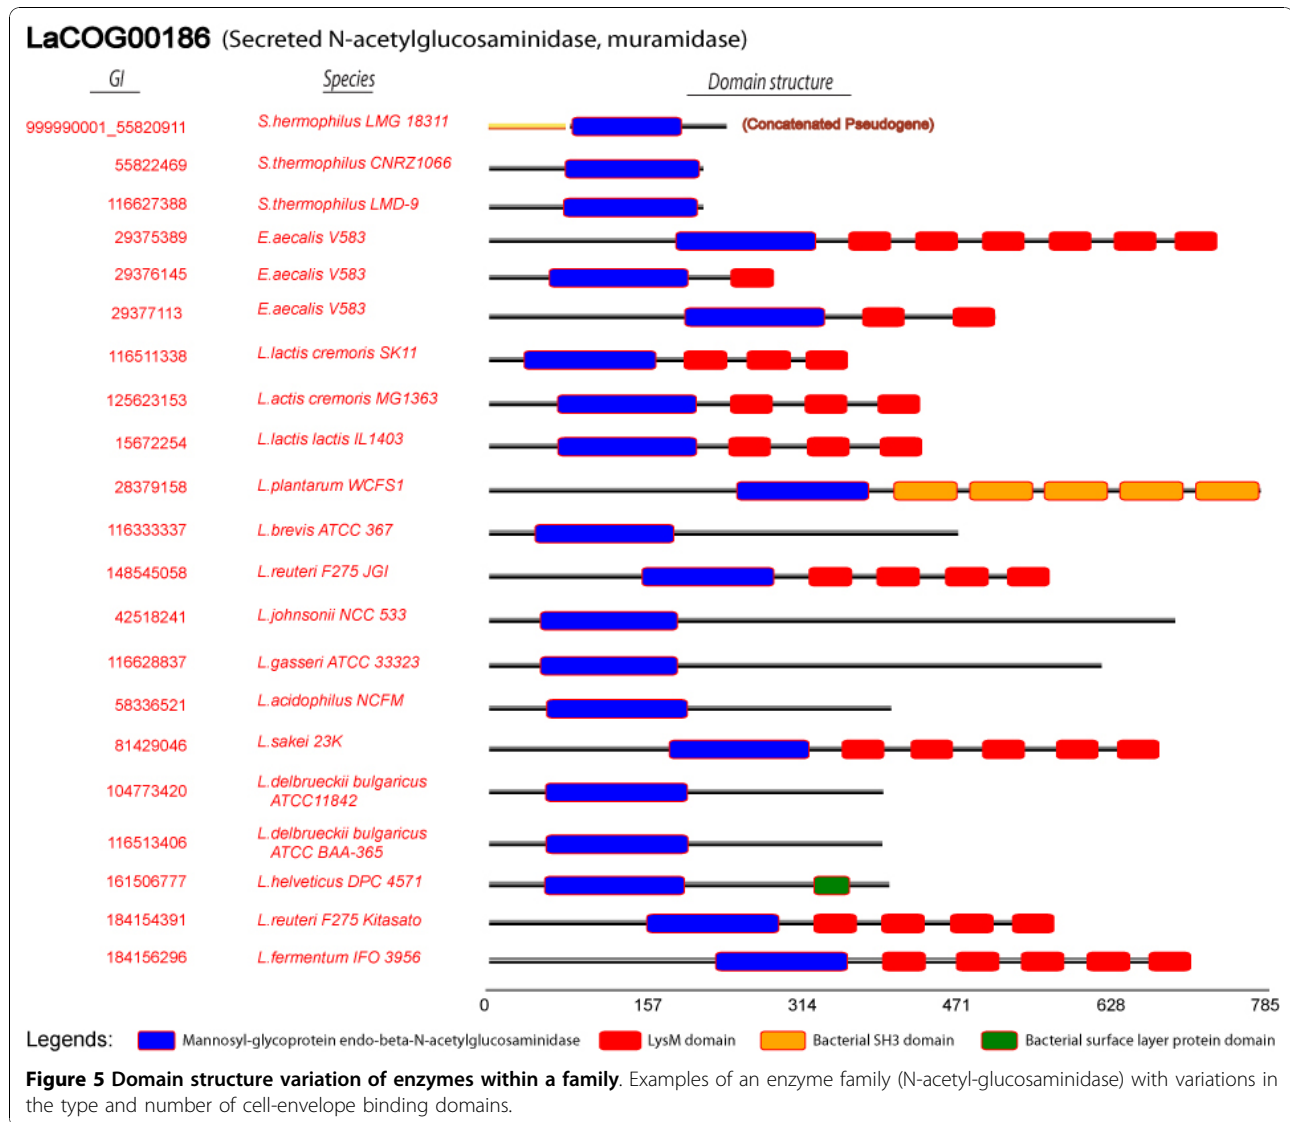 LaCOG00186 (Secreted N-acetylglucosaminidase, muramidase)
GI Species Domain structure
999990001_55820911 S.hermophilus LMG 18311 (Concatenated Pseudogene)
55822469 S.thermophilus CNRZ1066
116627388 S.thermophilus LMD-9
29375389 E.aecalis V583
29376145 E.aecalis V583
29377113 E.aecalis V583
116511338 L.lactis cremoris SK11
125623153 L.actis cremoris MG1363
15672254 L.lactis lactis IL1403
28379158 L.plantarum WCFS1
116333337 L.brevis ATCC 367
148545058 L.reuteri F275 JGI
42518241 L.johnsonii NCC 533
116628837 L.gasseri ATCC 33323
58336521 L.acidophilus NCFM
81429046 L.sakei 23K
104773420 L.delbrueckii bulgaricus
ATCC11842
116513406 L.delbrueckii bulgaricus
ATCC BAA-365
161506777 L.helveticus DPC 4571
184154391 L.reuteri F275 Kitasato
184156296 L.fermentum IFO 3956
0 157 314 471 628 785
Legends: Mannosyl-glycoprotein endo-beta-N-acetylglucosaminidase LysM domain Bacterial SH3 domain Bacterial surface layer protein domain
Figure 5 Domain structure variation of enzymes within a family. Examples of an enzyme family (N-acetyl-glucosaminidase) with variations in
the type and number of cell-envelope binding domains.